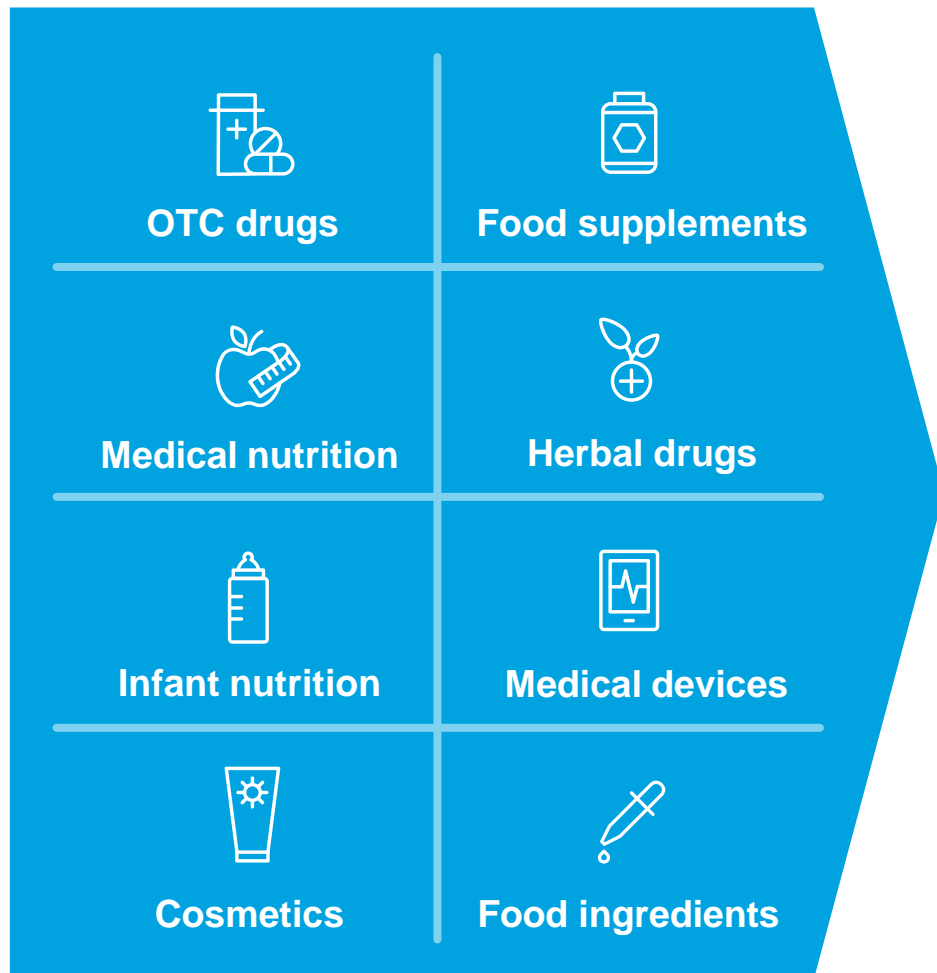 OTC drugs
Food supplements
Medical nutrition
Herbal drugs
Infant nutrition
Medical devices
Cosmetics
Food ingredients